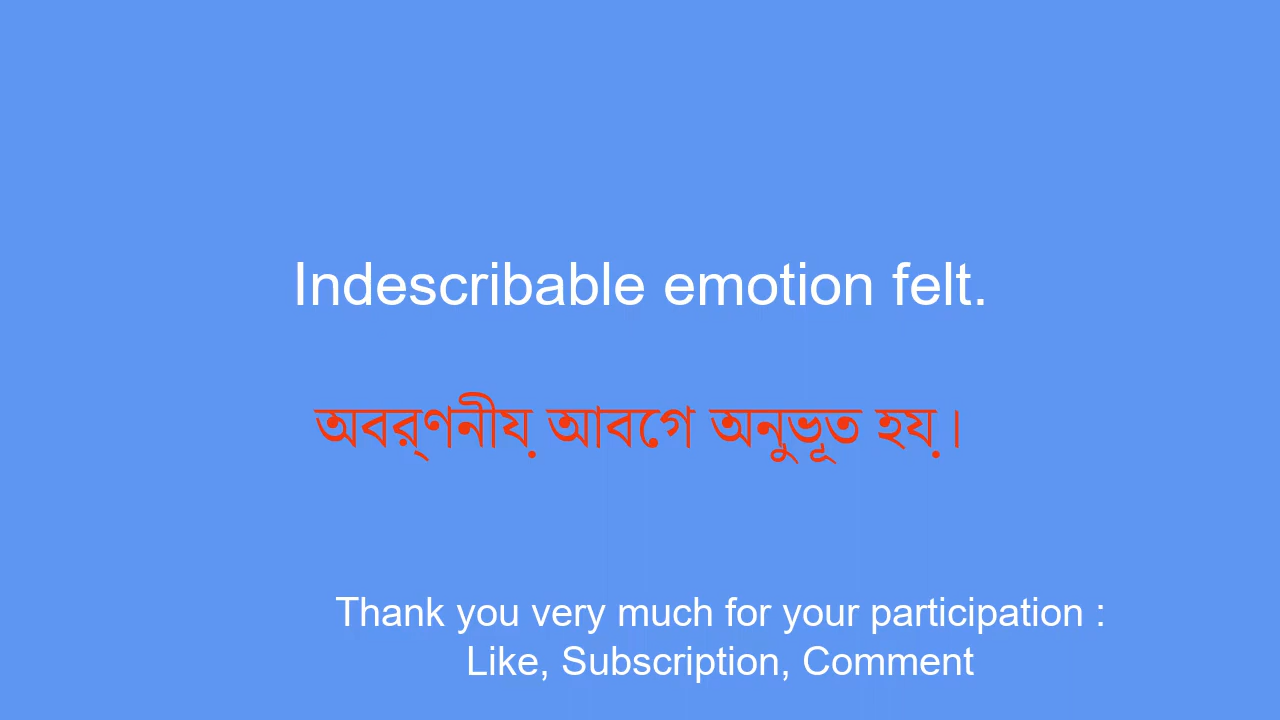 Indescribable emotion felt.
অবর্ণনীয় আবেগ অনুভূত হয়।
Thank you very much for your participation :
Like, Subscription, Comment